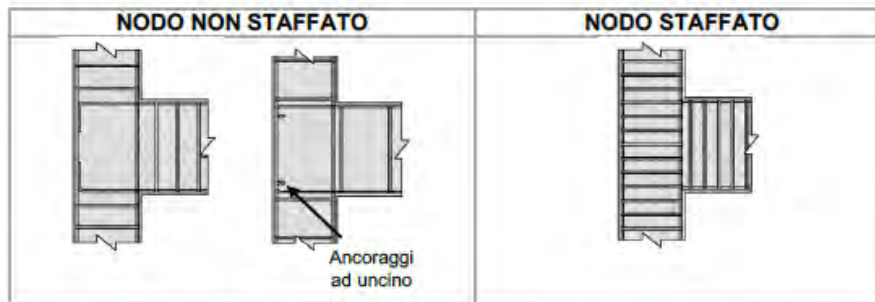 NODO NON STAFFATO
NODO STAFFATO
Ancoraggi
ad uncino